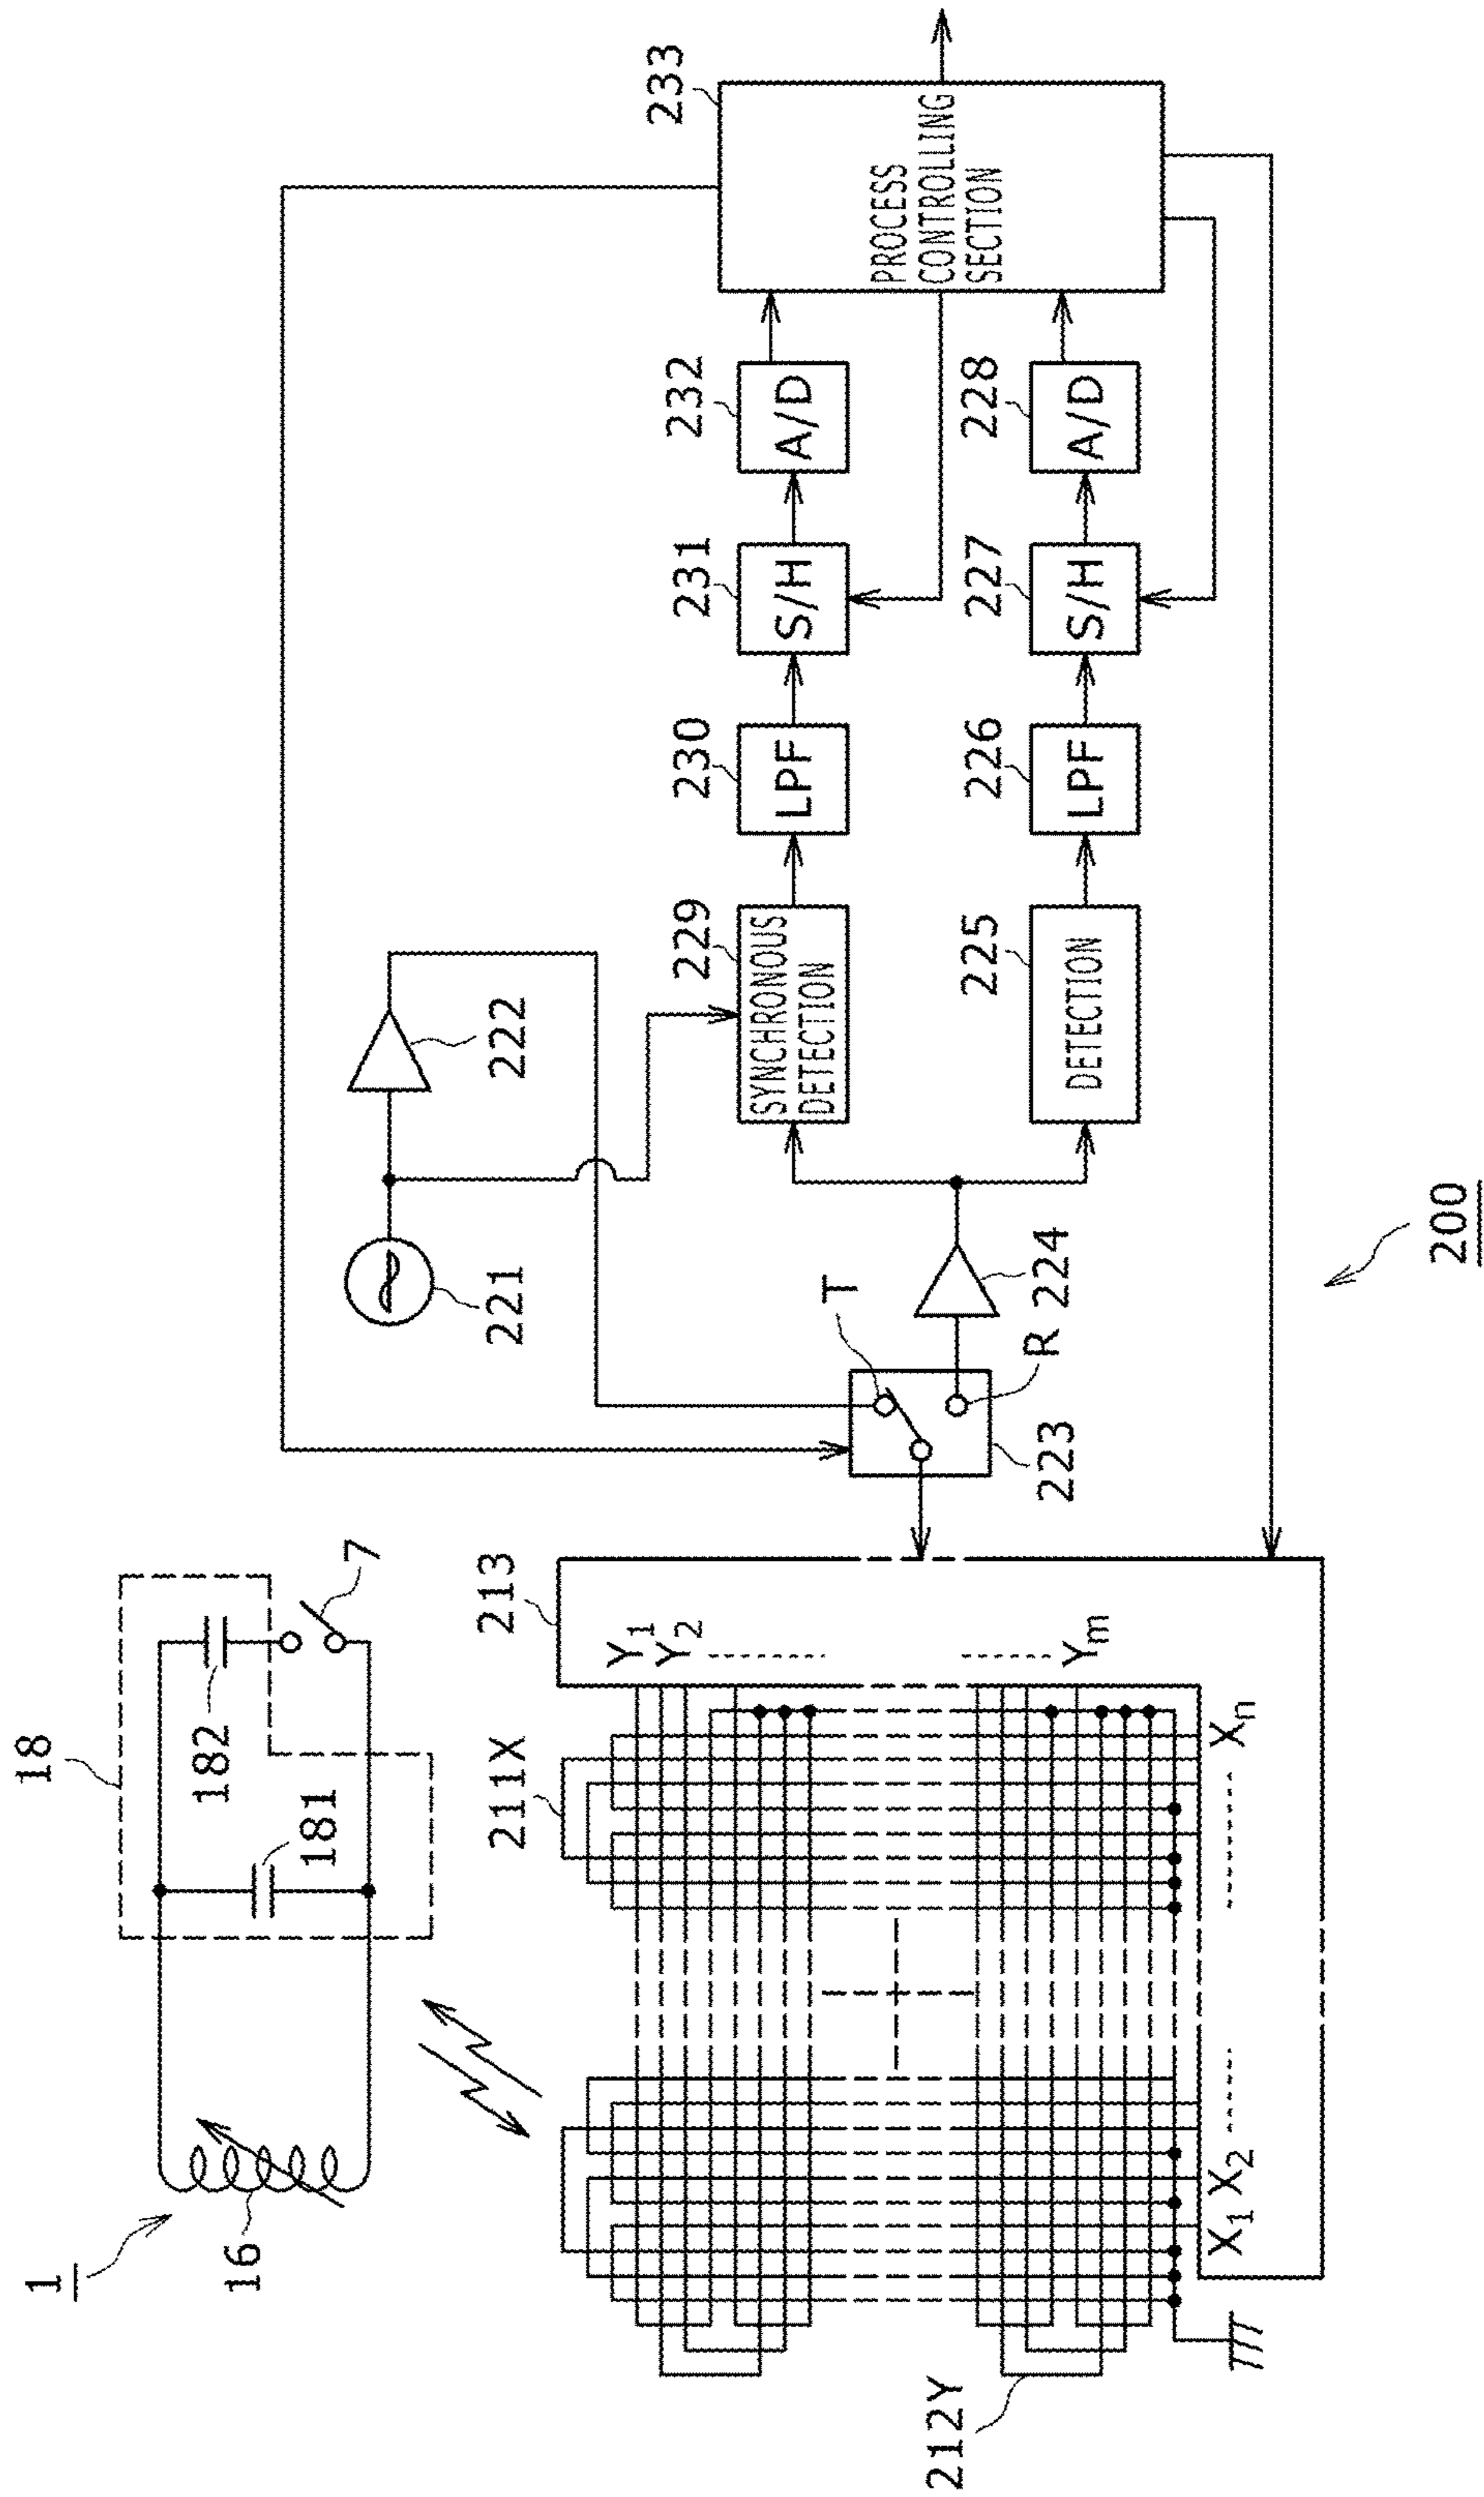 1
16
18
181
182
7
221
222
233
PROCESS
CONTROLLING
SECTION
232
A/D
231
S/H
230
LPF
229
SYNCHRONOUS
DETECTION
228
A/D
227
S/H
226
LPF
225
DETECTION
224
T
R
223
213
211X
212Y
Y1
Y2
Ym
X1 X2
Xn
200